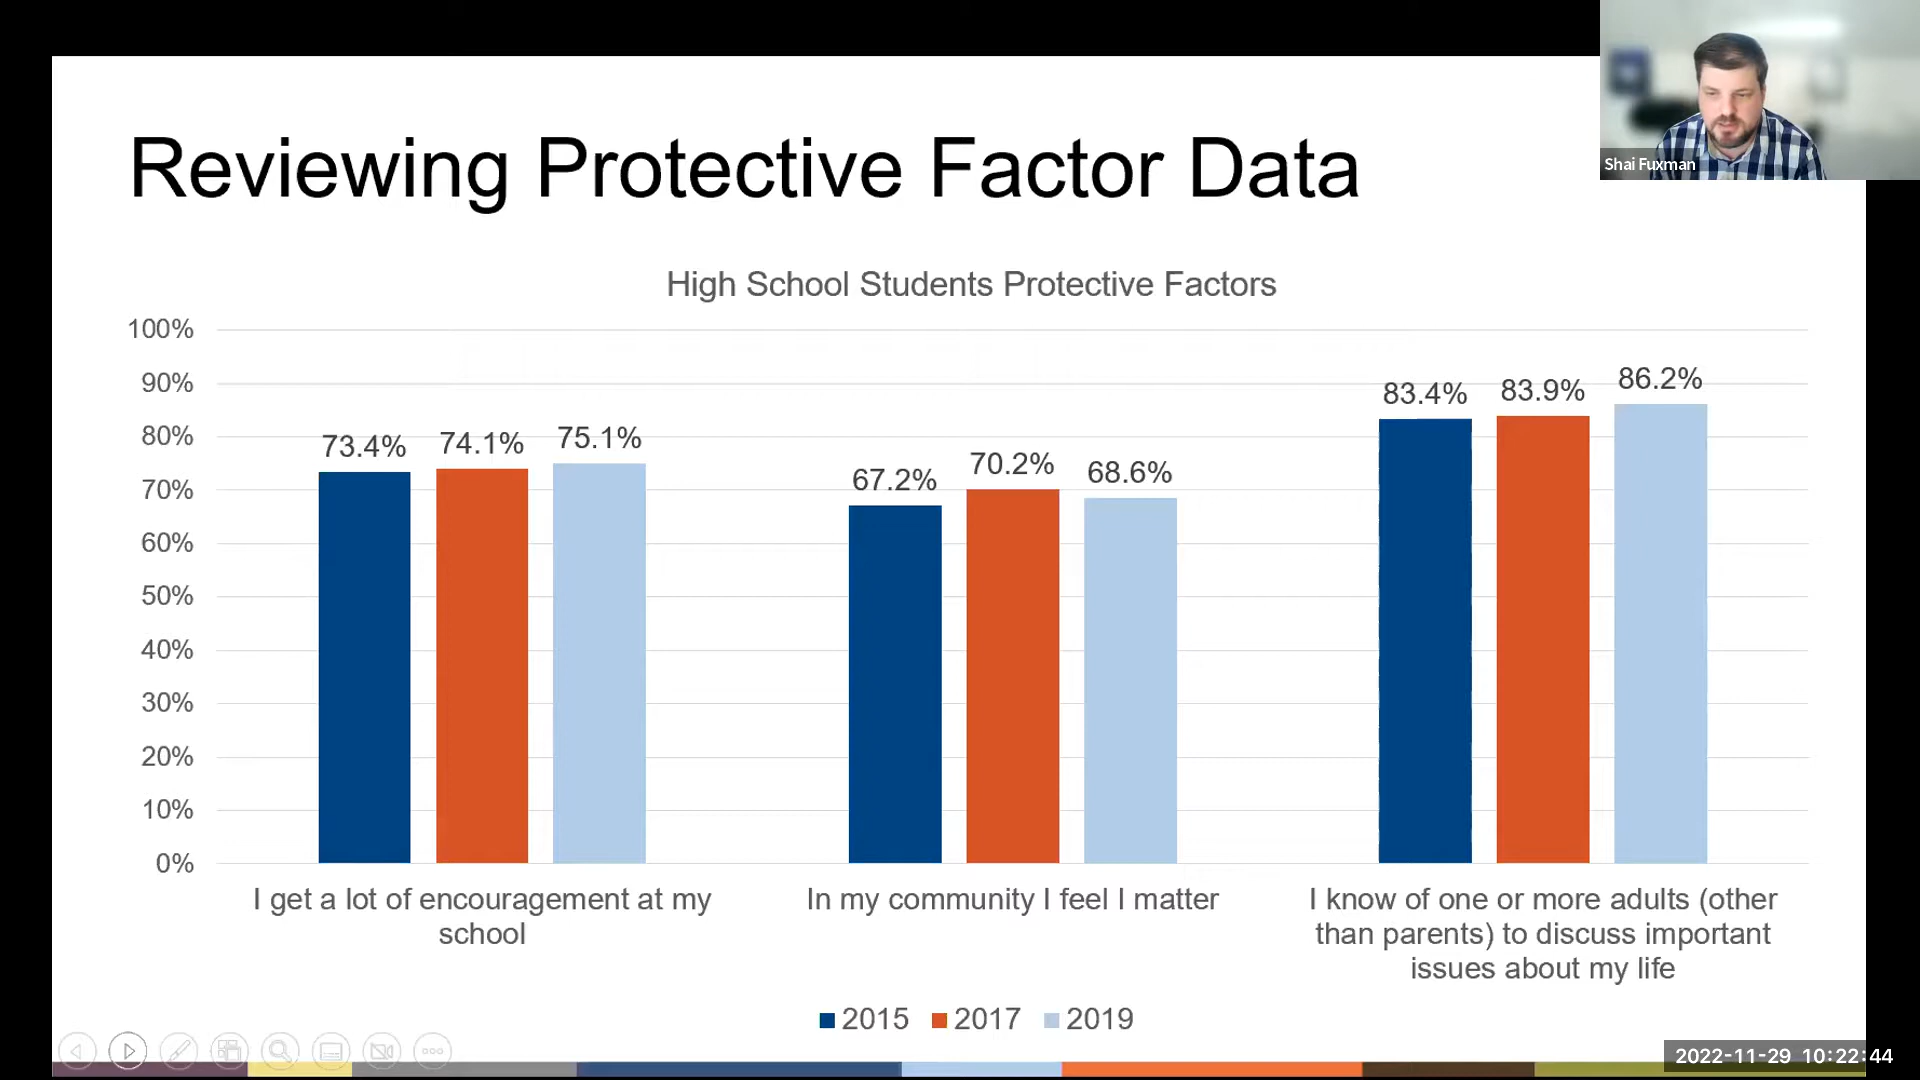 Shai Fuxman
Reviewing Protective Factor Data
High School Students Protective Factors
100%
90%
80%
70%
60%
50%
40%
30%
20%
10%
0%
73.4%
74.1%
75.1%
67.2%
70.2%
68.6%
83.4%
83.9%
86.2%
I get a lot of encouragement at my
school
In my community I feel I matter
I know of one or more adults (other
than parents) to discuss important
issues about my life
2015 2017 2019
2022-11-29 10:22:44